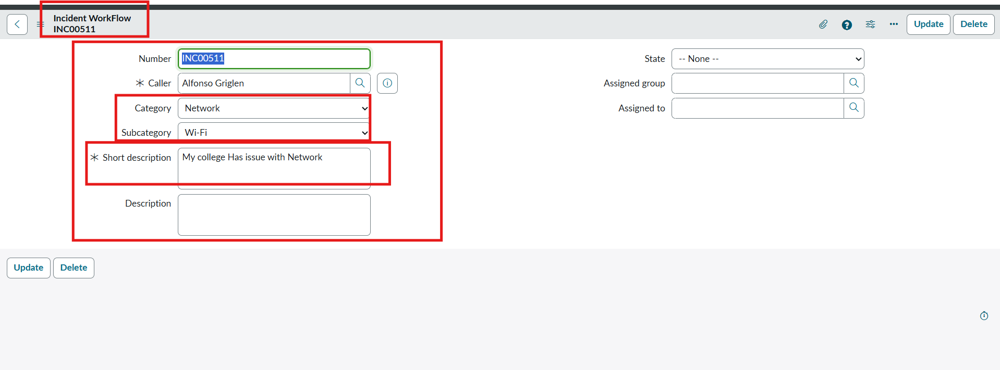 Incident WorkFlow
INC00511
Update Delete
Number INC00511
Caller Alfonso Griglen
Category Network
Subcategory Wi-Fi
Short description My college Has issue with Network
Description
State -- None --
Assigned group
Assigned to
Update Delete